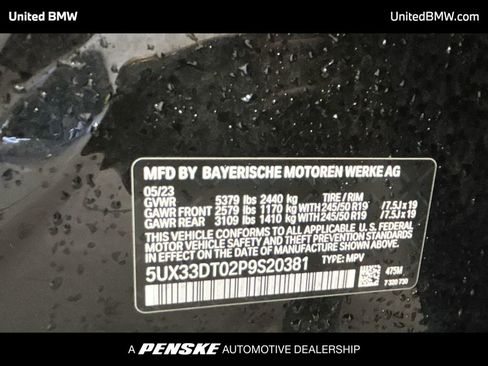 United BMW
UnitedBMW.com
MFD BY BAYERISCHE MOTOREN WERKE AG
05/23
GVWR 5379 lbs 2440 kg TIRE / RIM
GAWR FRONT 2579 lbs 1170 kg WITH 245/50 R19 /7.5J x 19
GAWR REAR 3109 lbs 1410 kg WITH 245/50 R19 /7.5J x 19
THIS VEHICLE CONFORMS TO ALL APPLICABLE U.S. FEDERAL
MOTOR VEHICLE SAFETY AND THEFT PREVENTION STANDARDS
IN EFFECT ON THE DATE OF MANUFACTURE SHOWN ABOVE.
5UX33DT02P9S20381 TYPE: MPV
475M
7 330 730
A PENSKE AUTOMOTIVE DEALERSHIP